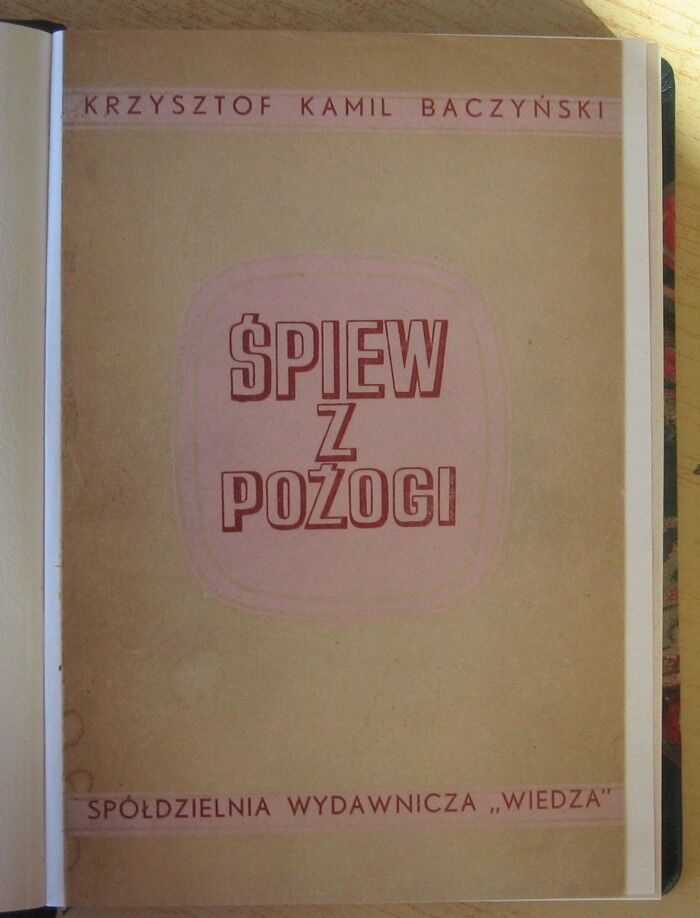 KRZYSZTOF KAMIL BACZYŃSKI
ŚPIEW
Z
POŻOGI
SPÓŁDZIELNIA WYDAWNICZA „WIEDZA"